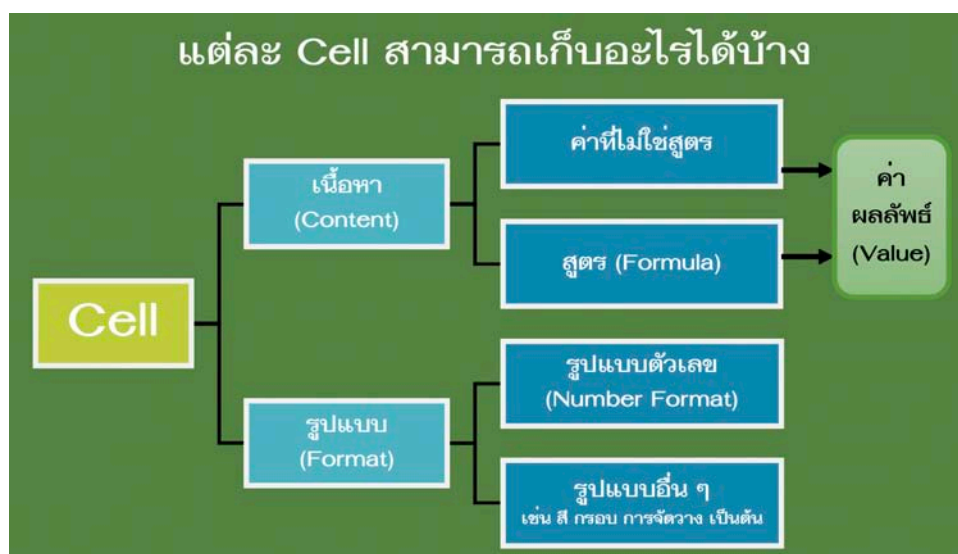 แต่ละ Cell สามารถเก็บอะไรได้บ้าง
Cell
เนื้อหา
(Content)
ค่าที่ไม่ใช่สูตร
สูตร (Formula)
ค่า
ผลลัพธ์
(Value)
รูปแบบ
(Format)
รูปแบบตัวเลข
(Number Format)
รูปแบบอื่น ๆ
เช่น สี กรอบ การจัดวาง เป็นต้น